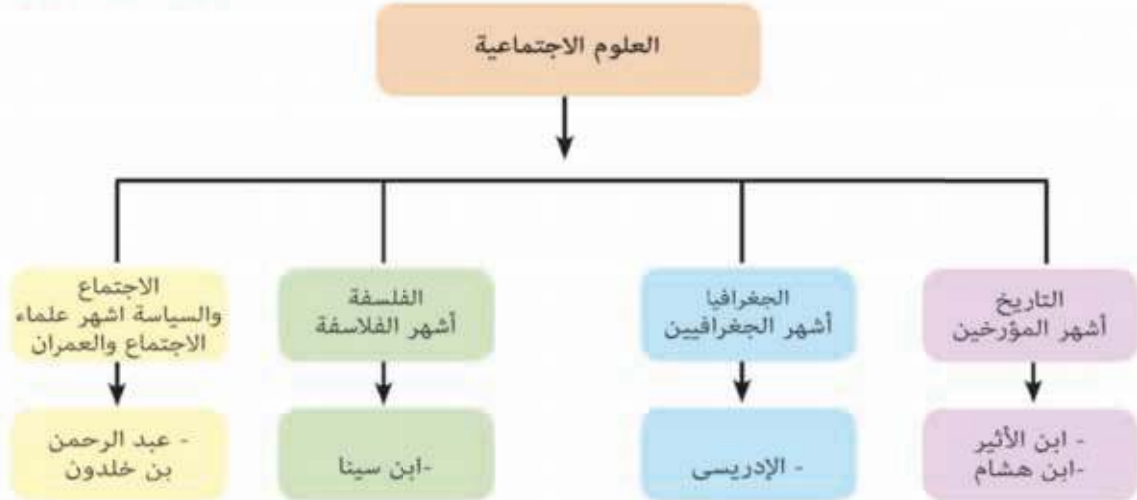 العلوم الاجتماعية
التاريخ
أشهر المؤرخين
الجغرافيا
أشهر الجغرافيين
الفلسفة
أشهر الفلاسفة
الاجتماع
والسياسة اشهر علماء
الاجتماع والعمران
- ابن الأثير
-ابن هشام
- الإدريسى
-ابن سينا
- عبد الرحمن
بن خلدون